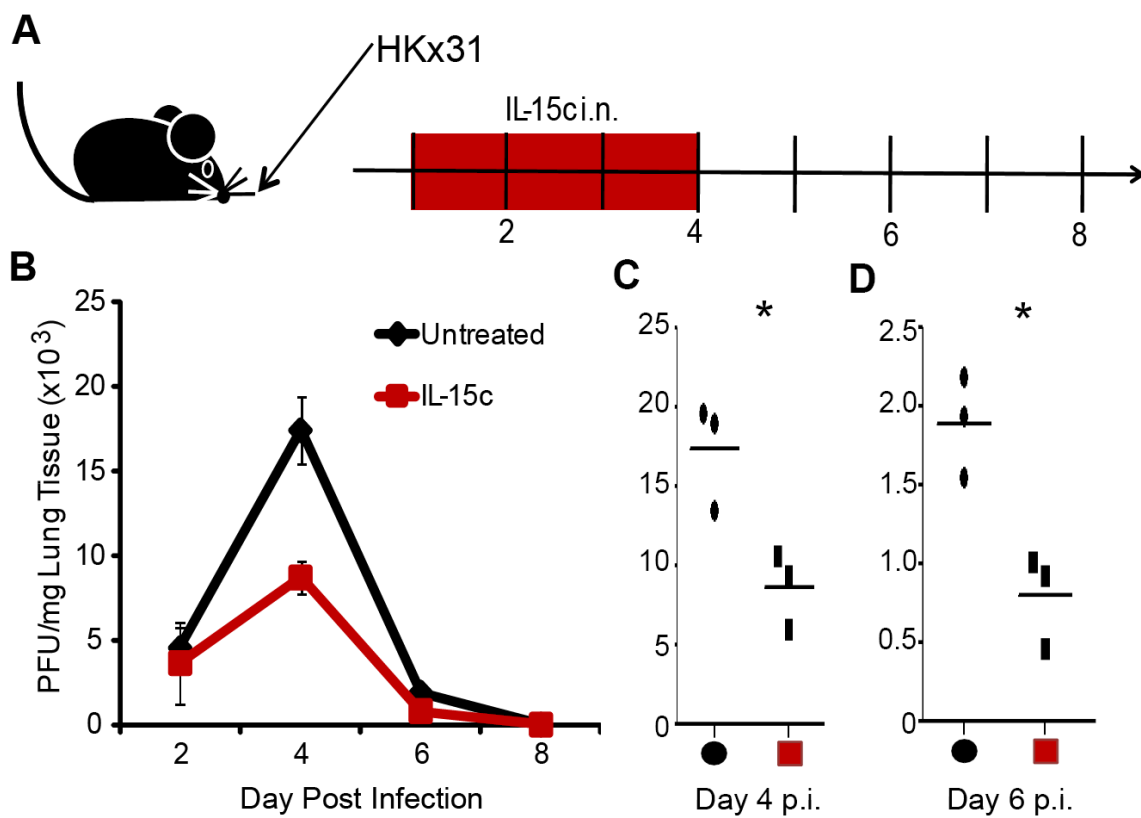 A
HKx31
IL-15ci.n.
2 4 6 8
B
PFU/mg Lung Tissue (x10³)
25
20
15
10
5
0
Untreated
IL-15c
2 4 6 8
Day Post Infection
C
*
25
20
15
10
5
0
Day 4 p.i.
D
*
2.5
2.0
1.5
1.0
0.5
0
Day 6 p.i.